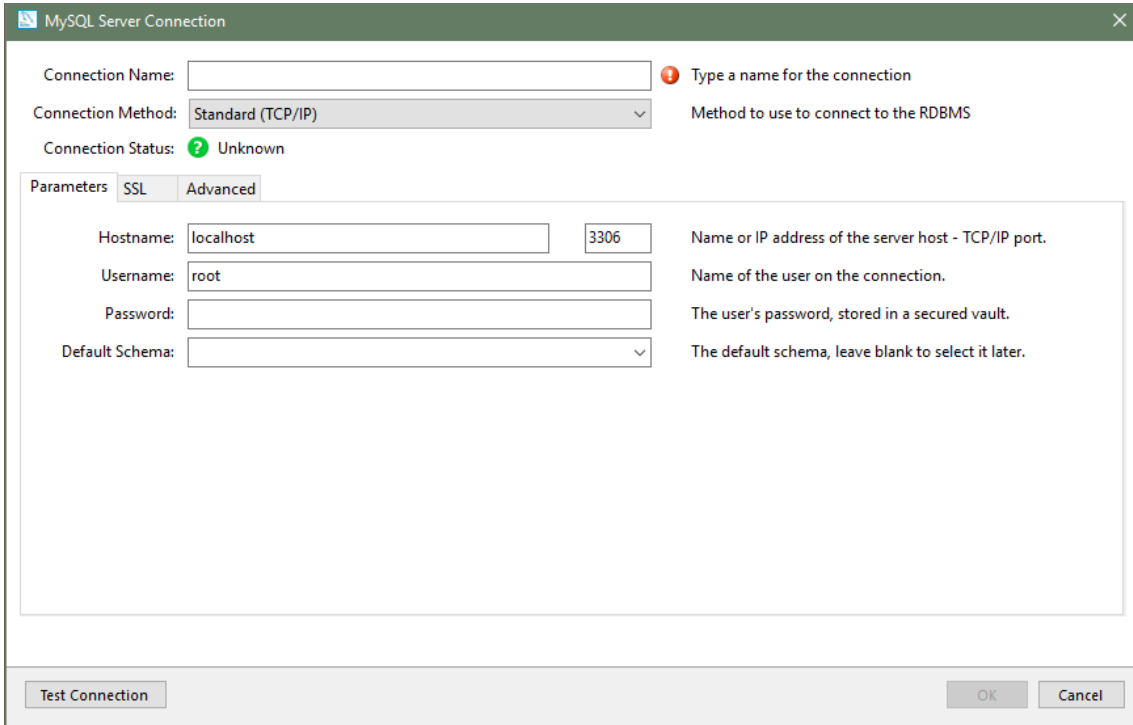 MySQL Server Connection
Connection Name: Type a name for the connection
Connection Method: Standard (TCP/IP) Method to use to connect to the RDBMS
Connection Status: Unknown
Parameters SSL Advanced
Hostname: localhost 3306 Name or IP address of the server host - TCP/IP port.
Username: root Name of the user on the connection.
Password: The user's password, stored in a secured vault.
Default Schema: The default schema, leave blank to select it later.
Test Connection OK Cancel